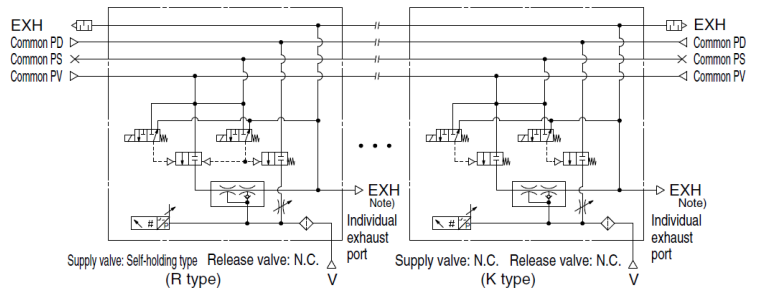 EXH
Common PD
Common PS
Common PV
EXH
Common PD
Common PS
Common PV
#
EXH
Note)
Individual
exhaust
port
#
EXH
Note)
Individual
exhaust
port
Supply valve: Self-holding type Release valve: N.C.
(R type)
V
Supply valve: N.C. Release valve: N.C.
(K type)
V